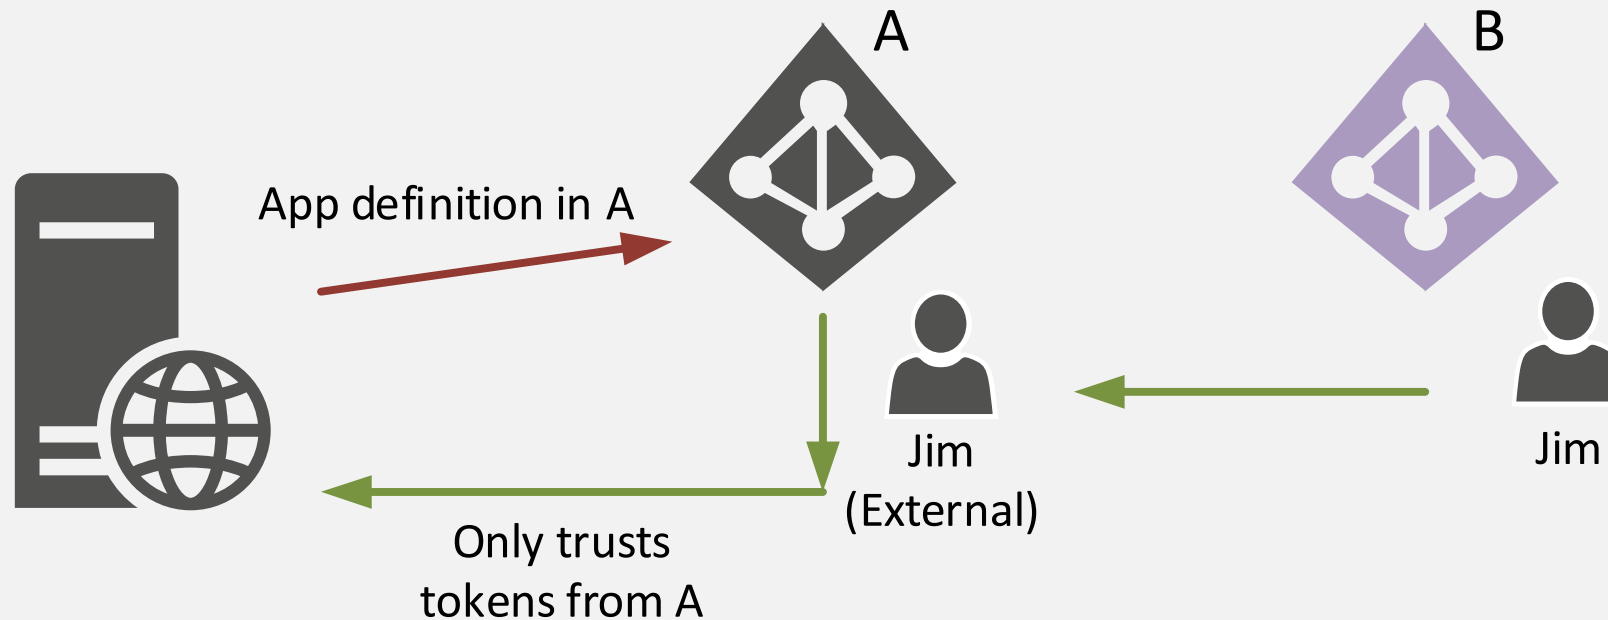 A
B
App definition in A
Jim
(External)
Jim
Only trusts
tokens from A